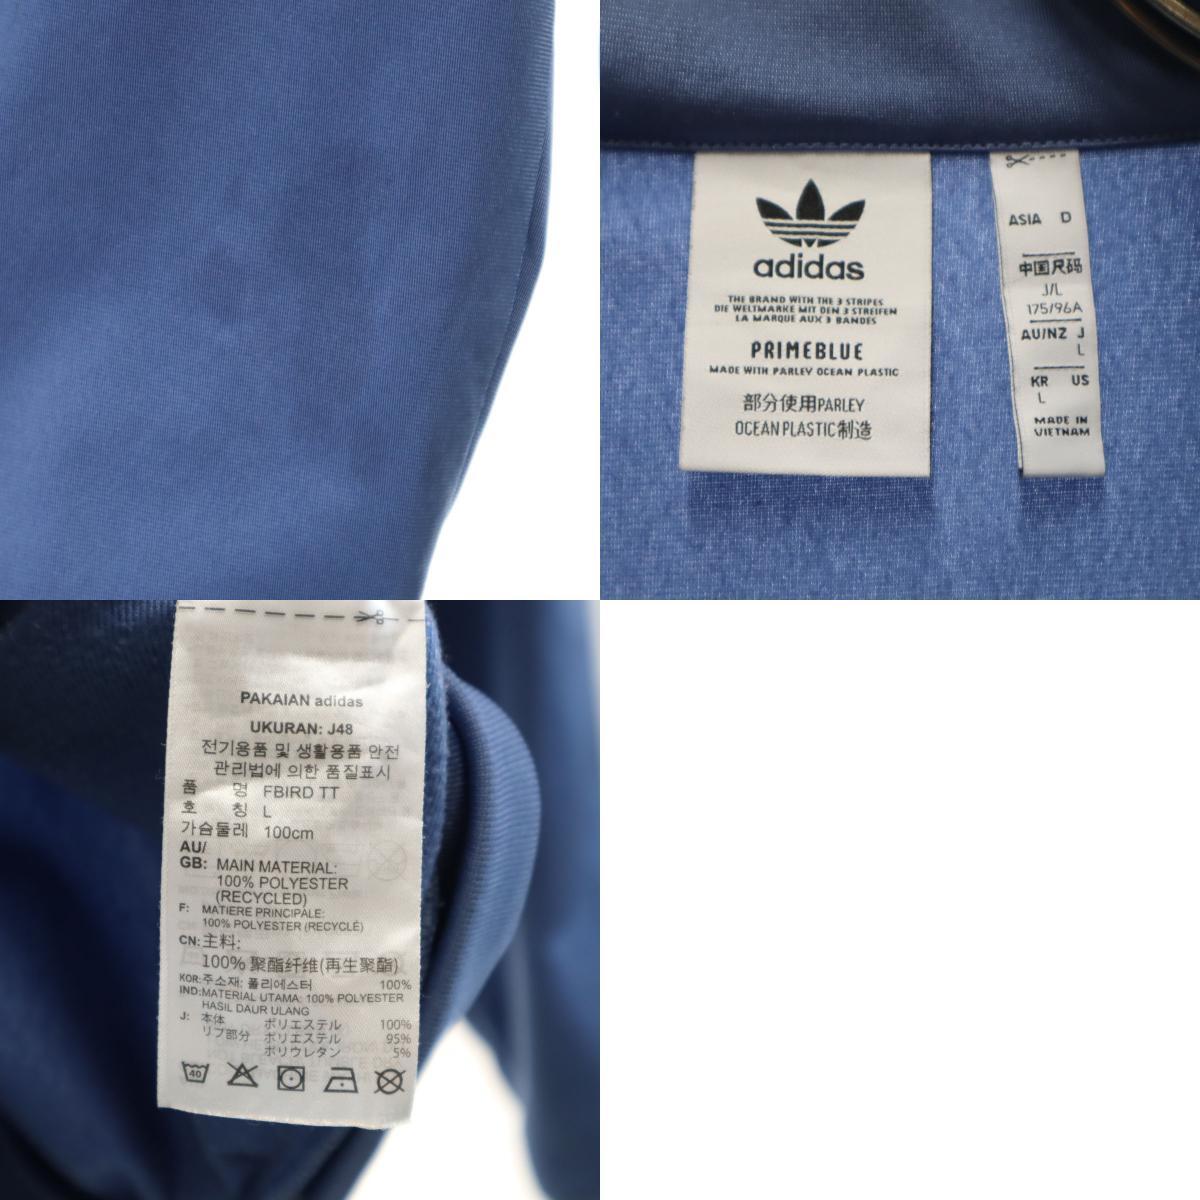 adidas
THE BRAND WITH THE 3 STRIPES
DIE WELTMARKE MIT DEN 3 STREIFEN
LA MARQUE AUX 3 BANDES
PRIMEBLUE
MADE WITH PARLEY OCEAN PLASTIC
部分使用PARLEY
OCEAN PLASTIC制造
ASIA D
中国尺码
J/L
175/96A
AU/NZ J
L
KR US
L
MADE IN
VIETNAM
PAKAIAN adidas
UKURAN: J48
전기용품 및 생활용품 안전
관리법에 의한 품질표시
품 명 FBIRD TT
호 칭 L
가슴둘레 100cm
AU/
GB: MAIN MATERIAL:
100% POLYESTER
(RECYCLED)
F: MATIERE PRINCIPALE:
100% POLYESTER (RECYCLÉ)
CN: 主料:
100% 聚酯纤维(再生聚酯)
KOR: 주소재: 폴리에스터 100%
IND: MATERIAL UTAMA: 100% POLYESTER
HASIL DAUR ULANG
J: 本体 ポリエステル 100%
リブ部分 ポリエステル 95%
ポリウレタン 5%
40